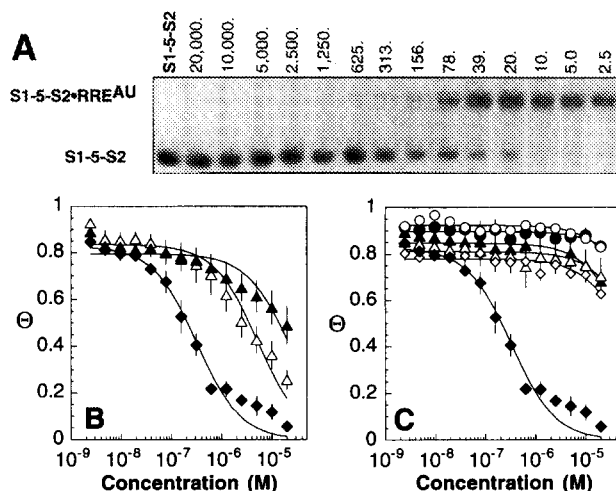 A
S1-5-S2
20,000.
10,000.
5,000.
2.500.
1,250.
625.
313.
156.
78.
39.
20.
10.
5.0
2.5
S1-5-S2•RREAU
S1-5-S2
1
0.8
0.6
Θ
0.4
0.2
0
B
10-9 10-8 10-7 10-6 10-5
Concentration (M)
1
0.8
0.6
Θ
0.4
0.2
0
C
10-9 10-8 10-7 10-6 10-5
Concentration (M)